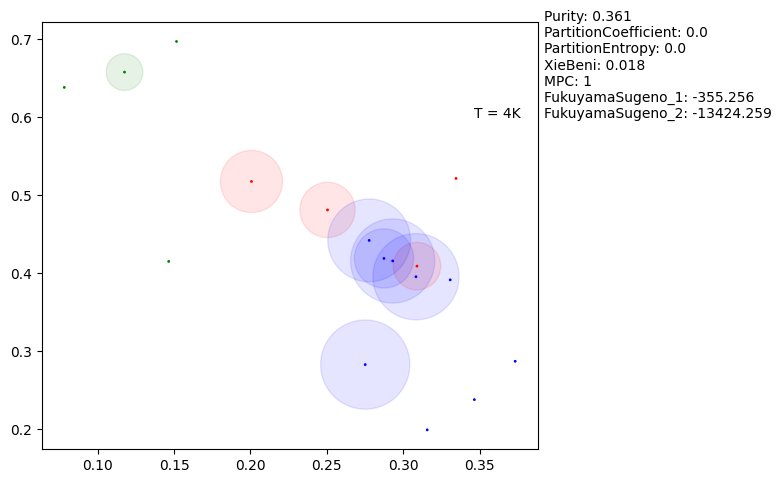 Purity: 0.361
PartitionCoefficient: 0.0
PartitionEntropy: 0.0
XieBeni: 0.018
MPC: 1
FukuyamaSugeno_1: -355.256
FukuyamaSugeno_2: -13424.259
T = 4K
0.7
0.6
0.5
0.4
0.3
0.2
0.10 0.15 0.20 0.25 0.30 0.35